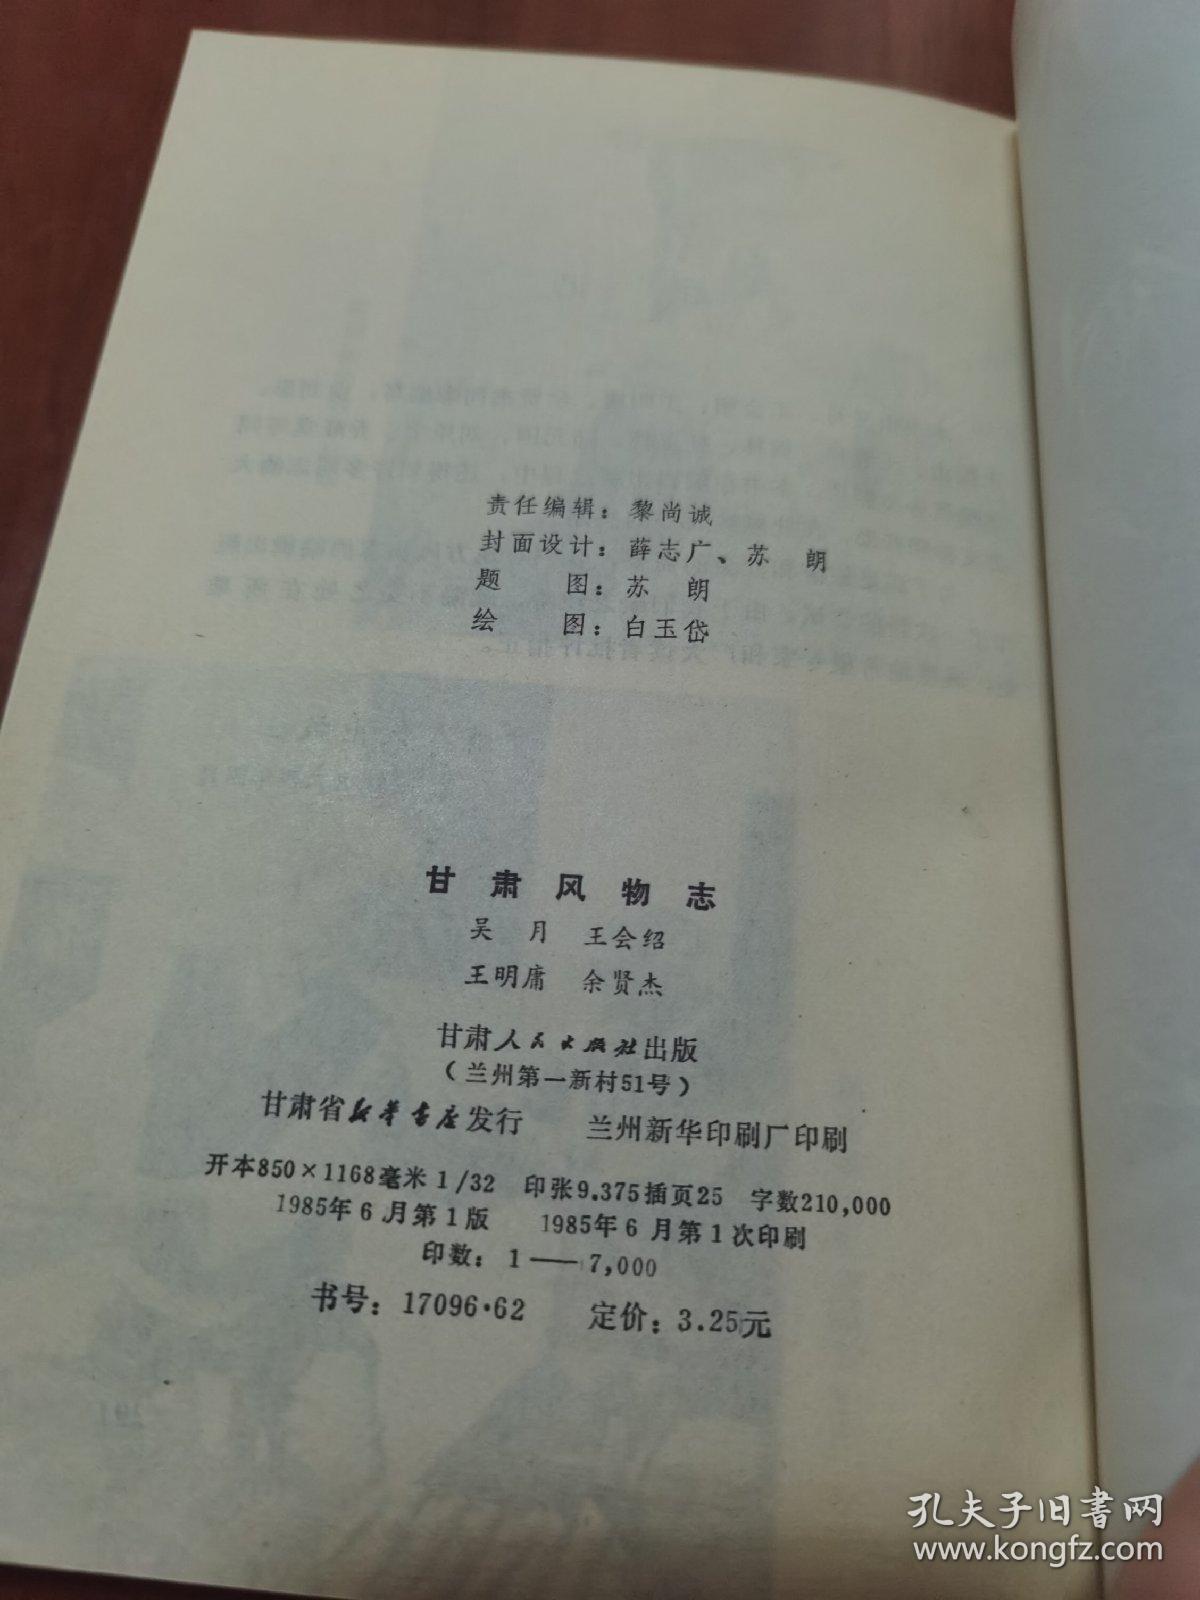 责任编辑：黎尚诚
封面设计：薛志广、苏　朗
题　　图：苏　朗
绘　　图：白玉岱
甘肃风物志
吴　月　王会绍
王明庸　余贤杰
甘肃人民出版社出版
（兰州第一新村51号）
甘肃省新华书店发行　兰州新华印刷厂印刷
开本850×1168毫米1/32　印张9.375插页25　字数210,000
1985年6月第1版　1985年6月第1次印刷
印数：1——7,000
书号：17096·62　定价：3.25元
孔夫子旧书网
www.kongfz.com